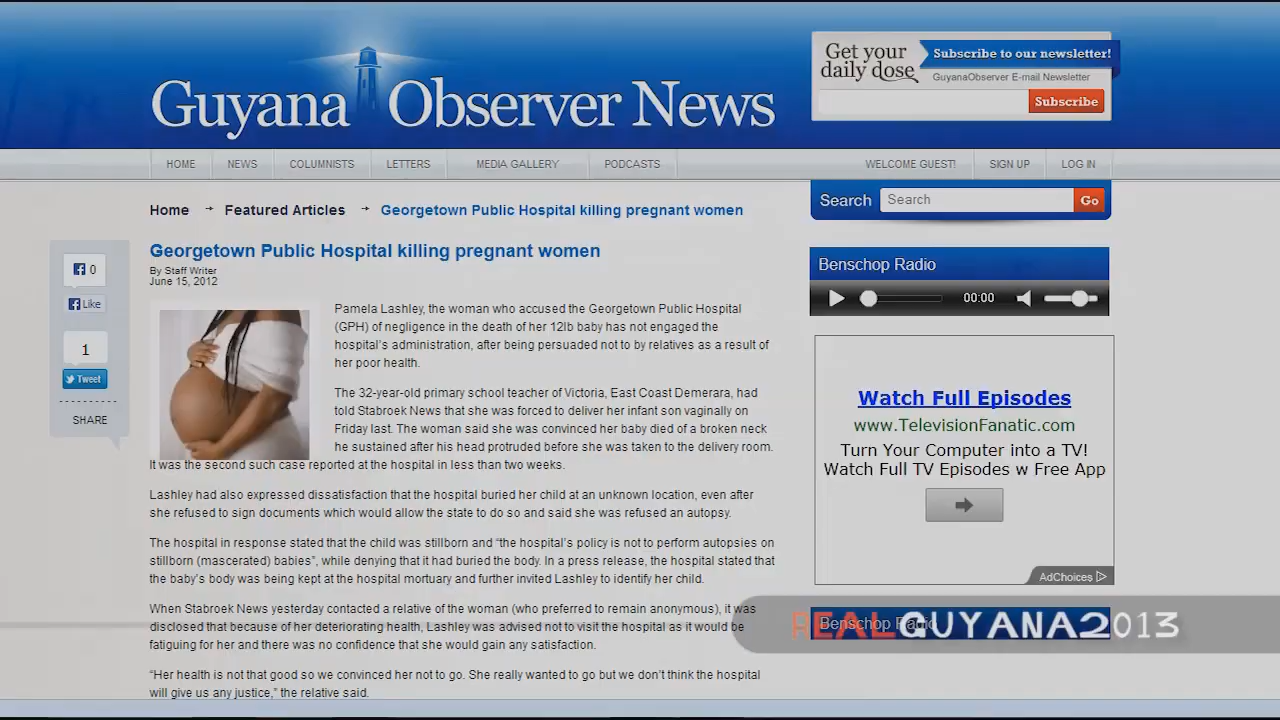 Guyana Observer News
Get your
daily dose
Subscribe to our newsletter!
GuyanaObserver E-mail Newsletter
Subscribe
HOME
NEWS
COLUMNISTS
LETTERS
MEDIA GALLERY
PODCASTS
WELCOME GUEST!
SIGN UP
LOG IN
Home → Featured Articles → Georgetown Public Hospital killing pregnant women
Search
Search
Go
Georgetown Public Hospital killing pregnant women
By Staff Writer
June 15, 2012
0
Like
1
Tweet
SHARE
Pamela Lashley, the woman who accused the Georgetown Public Hospital
(GPH) of negligence in the death of her 12lb baby has not engaged the
hospital's administration, after being persuaded not to by relatives as a result of
her poor health.
The 32-year-old primary school teacher of Victoria, East Coast Demerara, had
told Stabroek News that she was forced to deliver her infant son vaginally on
Friday last. The woman said she was convinced her baby died of a broken neck
he sustained after his head protruded before she was taken to the delivery room.
It was the second such case reported at the hospital in less than two weeks.
Lashley had also expressed dissatisfaction that the hospital buried her child at an unknown location, even after
she refused to sign documents which would allow the state to do so and said she was refused an autopsy.
The hospital in response stated that the child was stillborn and “the hospital's policy is not to perform autopsies on
stillborn (mascerated) babies”, while denying that it had buried the body. In a press release, the hospital stated that
the baby's body was being kept at the hospital mortuary and further invited Lashley to identify her child.
When Stabroek News yesterday contacted a relative of the woman (who preferred to remain anonymous), it was
disclosed that because of her deteriorating health, Lashley was advised not to visit the hospital as it would be
fatiguing for her and there was no confidence that she would gain any satisfaction.
“Her health is not that good so we convinced her not to go. She really wanted to go but we don't think the hospital
will give us any justice,” the relative said.
Benschop Radio
00:00
Watch Full Episodes
www.TelevisionFanatic.com
Turn Your Computer into a TV!
Watch Full TV Episodes w Free App
AdChoices
Benschop Radio
REALGUYANA2013